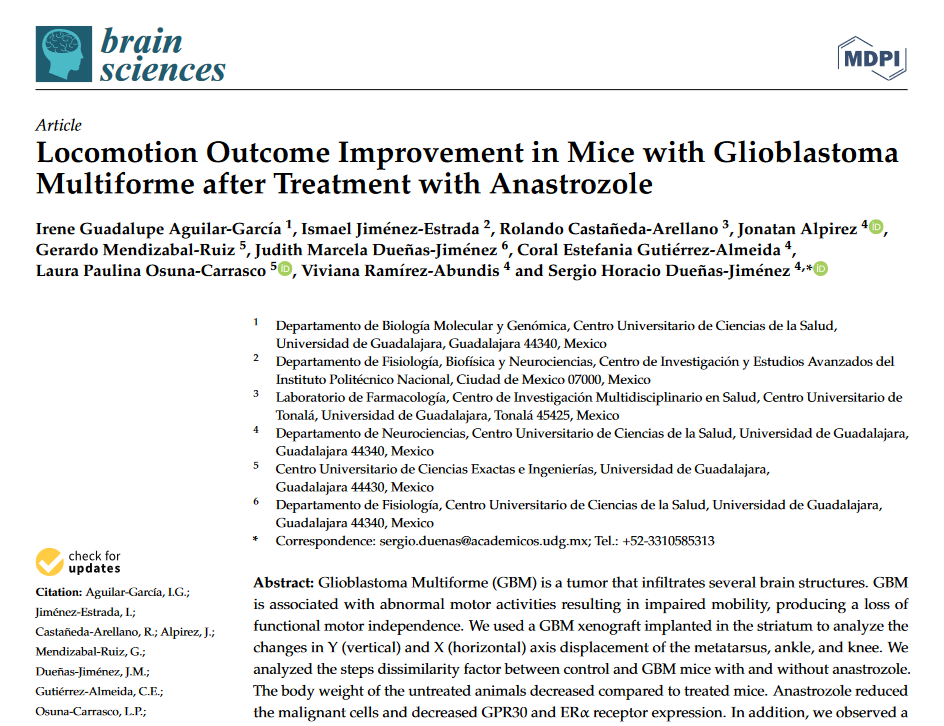 brain
sciences
MDPI
Article
Locomotion Outcome Improvement in Mice with Glioblastoma
Multiforme after Treatment with Anastrozole
Irene Guadalupe Aguilar-García 1, Ismael Jiménez-Estrada 2, Rolando Castañeda-Arellano 3, Jonatan Alpirez 4 iD,
Gerardo Mendizabal-Ruiz 5, Judith Marcela Dueñas-Jiménez 6, Coral Estefania Gutiérrez-Almeida 4,
Laura Paulina Osuna-Carrasco 5 iD, Viviana Ramírez-Abundis 4 and Sergio Horacio Dueñas-Jiménez 4,* iD
1 Departamento de Biología Molecular y Genómica, Centro Universitario de Ciencias de la Salud,
Universidad de Guadalajara, Guadalajara 44340, Mexico
2 Departamento de Fisiología, Biofísica y Neurociencias, Centro de Investigación y Estudios Avanzados del
Instituto Politécnico Nacional, Ciudad de Mexico 07000, Mexico
3 Laboratorio de Farmacología, Centro de Investigación Multidisciplinario en Salud, Centro Universitario de
Tonalá, Universidad de Guadalajara, Tonalá 45425, Mexico
4 Departamento de Neurociencias, Centro Universitario de Ciencias de la Salud, Universidad de Guadalajara,
Guadalajara 44340, Mexico
5 Centro Universitario de Ciencias Exactas e Ingenierías, Universidad de Guadalajara,
Guadalajara 44430, Mexico
6 Departamento de Fisiología, Centro Universitario de Ciencias de la Salud, Universidad de Guadalajara,
Guadalajara 44340, Mexico
* Correspondence: sergio.duenas@academicos.udg.mx; Tel.: +52-3310585313
check for
updates
Citation: Aguilar-García, I.G.;
Jiménez-Estrada, I.;
Castañeda-Arellano, R.; Alpirez, J.;
Mendizabal-Ruiz, G.;
Dueñas-Jiménez, J.M.;
Gutiérrez-Almeida, C.E.;
Osuna-Carrasco, L.P.;
Abstract: Glioblastoma Multiforme (GBM) is a tumor that infiltrates several brain structures. GBM
is associated with abnormal motor activities resulting in impaired mobility, producing a loss of
functional motor independence. We used a GBM xenograft implanted in the striatum to analyze the
changes in Y (vertical) and X (horizontal) axis displacement of the metatarsus, ankle, and knee. We
analyzed the steps dissimilarity factor between control and GBM mice with and without anastrozole.
The body weight of the untreated animals decreased compared to treated mice. Anastrozole reduced
the malignant cells and decreased GPR30 and ERα receptor expression. In addition, we observed a